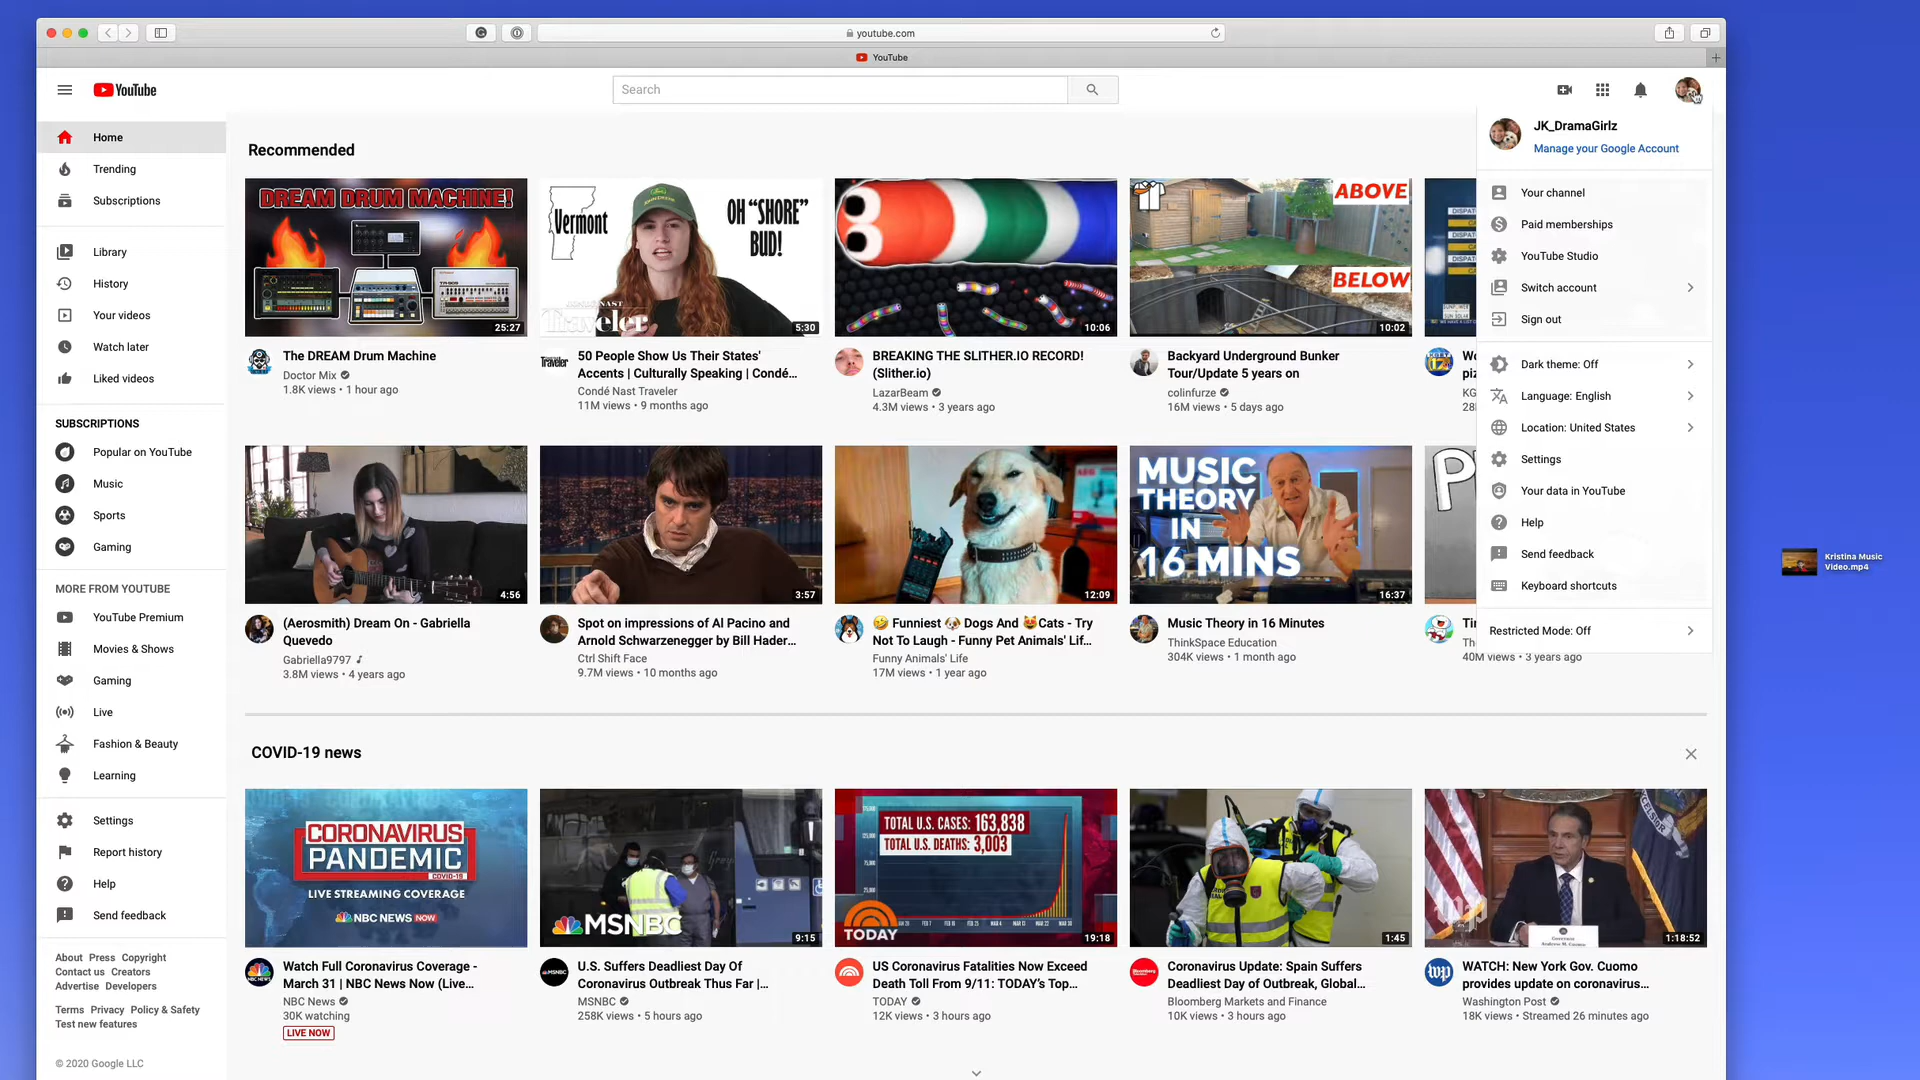 youtube.com
YouTube
YouTube
Search
JK_DramaGirlz
Manage your Google Account
Your channel
Paid memberships
YouTube Studio
Switch account
Sign out
Dark theme: Off
Language: English
Location: United States
Settings
Your data in YouTube
Help
Send feedback
Keyboard shortcuts
Restricted Mode: Off
Home
Trending
Subscriptions
Library
History
Your videos
Watch later
Liked videos
SUBSCRIPTIONS
Popular on YouTube
Music
Sports
Gaming
MORE FROM YOUTUBE
YouTube Premium
Movies & Shows
Gaming
Live
Fashion & Beauty
Learning
Settings
Report history
Help
Send feedback
About Press Copyright
Contact us Creators
Advertise Developers
Terms Privacy Policy & Safety
Test new features
© 2020 Google LLC
Recommended
DREAM DRUM MACHINE!
25:27
The DREAM Drum Machine
Doctor Mix
1.8K views • 1 hour ago
Vermont
OH “SHORE”
BUD!
Traveler
5:30
50 People Show Us Their States'
Accents | Culturally Speaking | Condé...
Condé Nast Traveler
11M views • 9 months ago
10:06
BREAKING THE SLITHER.IO RECORD!
(Slither.io)
LazarBeam
4.3M views • 3 years ago
ABOVE
BELOW
10:02
Backyard Underground Bunker
Tour/Update 5 years on
colinfurze
16M views • 5 days ago
4:56
(Aerosmith) Dream On - Gabriella
Quevedo
Gabriella9797
3.8M views • 4 years ago
3:57
Spot on impressions of Al Pacino and
Arnold Schwarzenegger by Bill Hader...
Ctrl Shift Face
9.7M views • 10 months ago
12:09
🤣 Funniest 🐶 Dogs And 😻Cats - Try
Not To Laugh - Funny Pet Animals' Lif...
Funny Animals' Life
17M views • 1 year ago
MUSIC
THEORY
IN
16 MINS
16:37
Music Theory in 16 Minutes
ThinkSpace Education
304K views • 1 month ago
40M views • 3 years ago
COVID-19 news
CORONAVIRUS
PANDEMIC
COVID-19
LIVE STREAMING COVERAGE
NBC NEWS NOW
Watch Full Coronavirus Coverage -
March 31 | NBC News Now (Live...
NBC News
30K watching
LIVE NOW
MSNBC
9:15
U.S. Suffers Deadliest Day Of
Coronavirus Outbreak Thus Far |...
MSNBC
258K views • 5 hours ago
TOTAL U.S. CASES: 163,838
TOTAL U.S. DEATHS: 3,003
TODAY
19:18
US Coronavirus Fatalities Now Exceed
Death Toll From 9/11: TODAY's Top...
TODAY
12K views • 3 hours ago
1:45
Coronavirus Update: Spain Suffers
Deadliest Day of Outbreak, Global...
Bloomberg Markets and Finance
10K views • 3 hours ago
1:18:52
WATCH: New York Gov. Cuomo
provides update on coronavirus...
Washington Post
18K views • Streamed 26 minutes ago
Kristina Music
Video.mp4